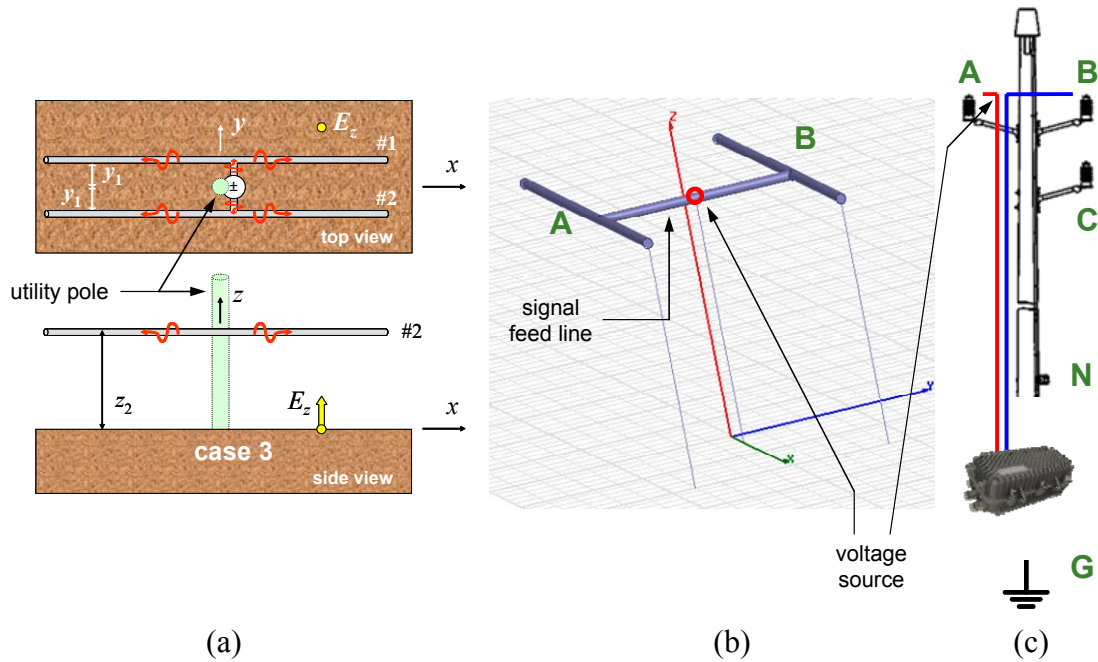 y
E_z
#1
y_1
x
y_1
±
#2
top view
utility pole
z
#2
z_2
E_z
x
case 3
side view
(a)
Z
B
A
signal
feed line
Y
X
voltage
source
(b)
A
B
C
N
G
(c)